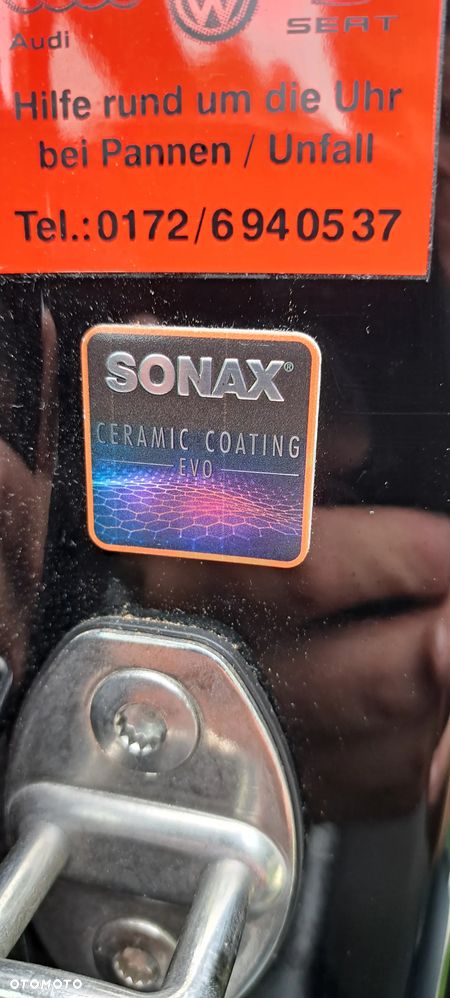 Audi
SEAT
Hilfe rund um die Uhr
bei Pannen / Unfall
Tel.: 0172/6940537
SONAX®
CERAMIC COATING
EVO
OTOMOTO